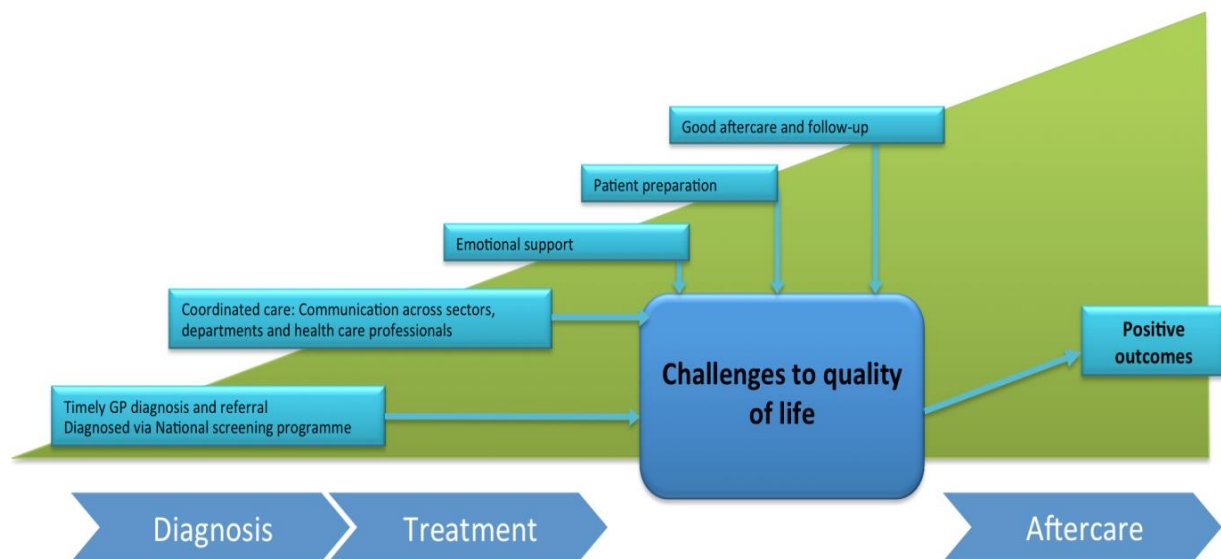 Good aftercare and follow-up
Patient preparation
Emotional support
Coordinated care: Communication across sectors,
departments and health care professionals
Timely GP diagnosis and referral
Diagnosed via National screening programme
Challenges to quality
of life
Positive
outcomes
Diagnosis
Treatment
Aftercare